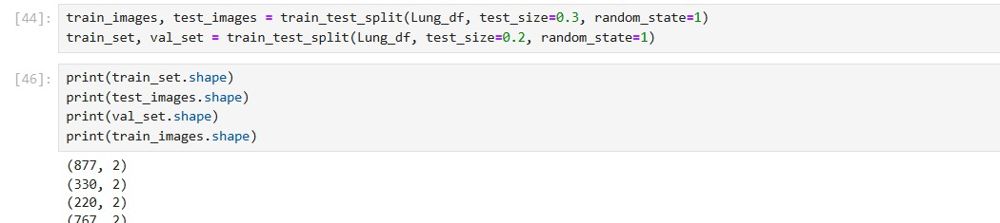 [44]: train_images, test_images = train_test_split(Lung_df, test_size=0.3, random_state=1)
train_set, val_set = train_test_split(Lung_df, test_size=0.2, random_state=1)
[46]: print(train_set.shape)
print(test_images.shape)
print(val_set.shape)
print(train_images.shape)
(877, 2)
(330, 2)
(220, 2)
(767, 2)